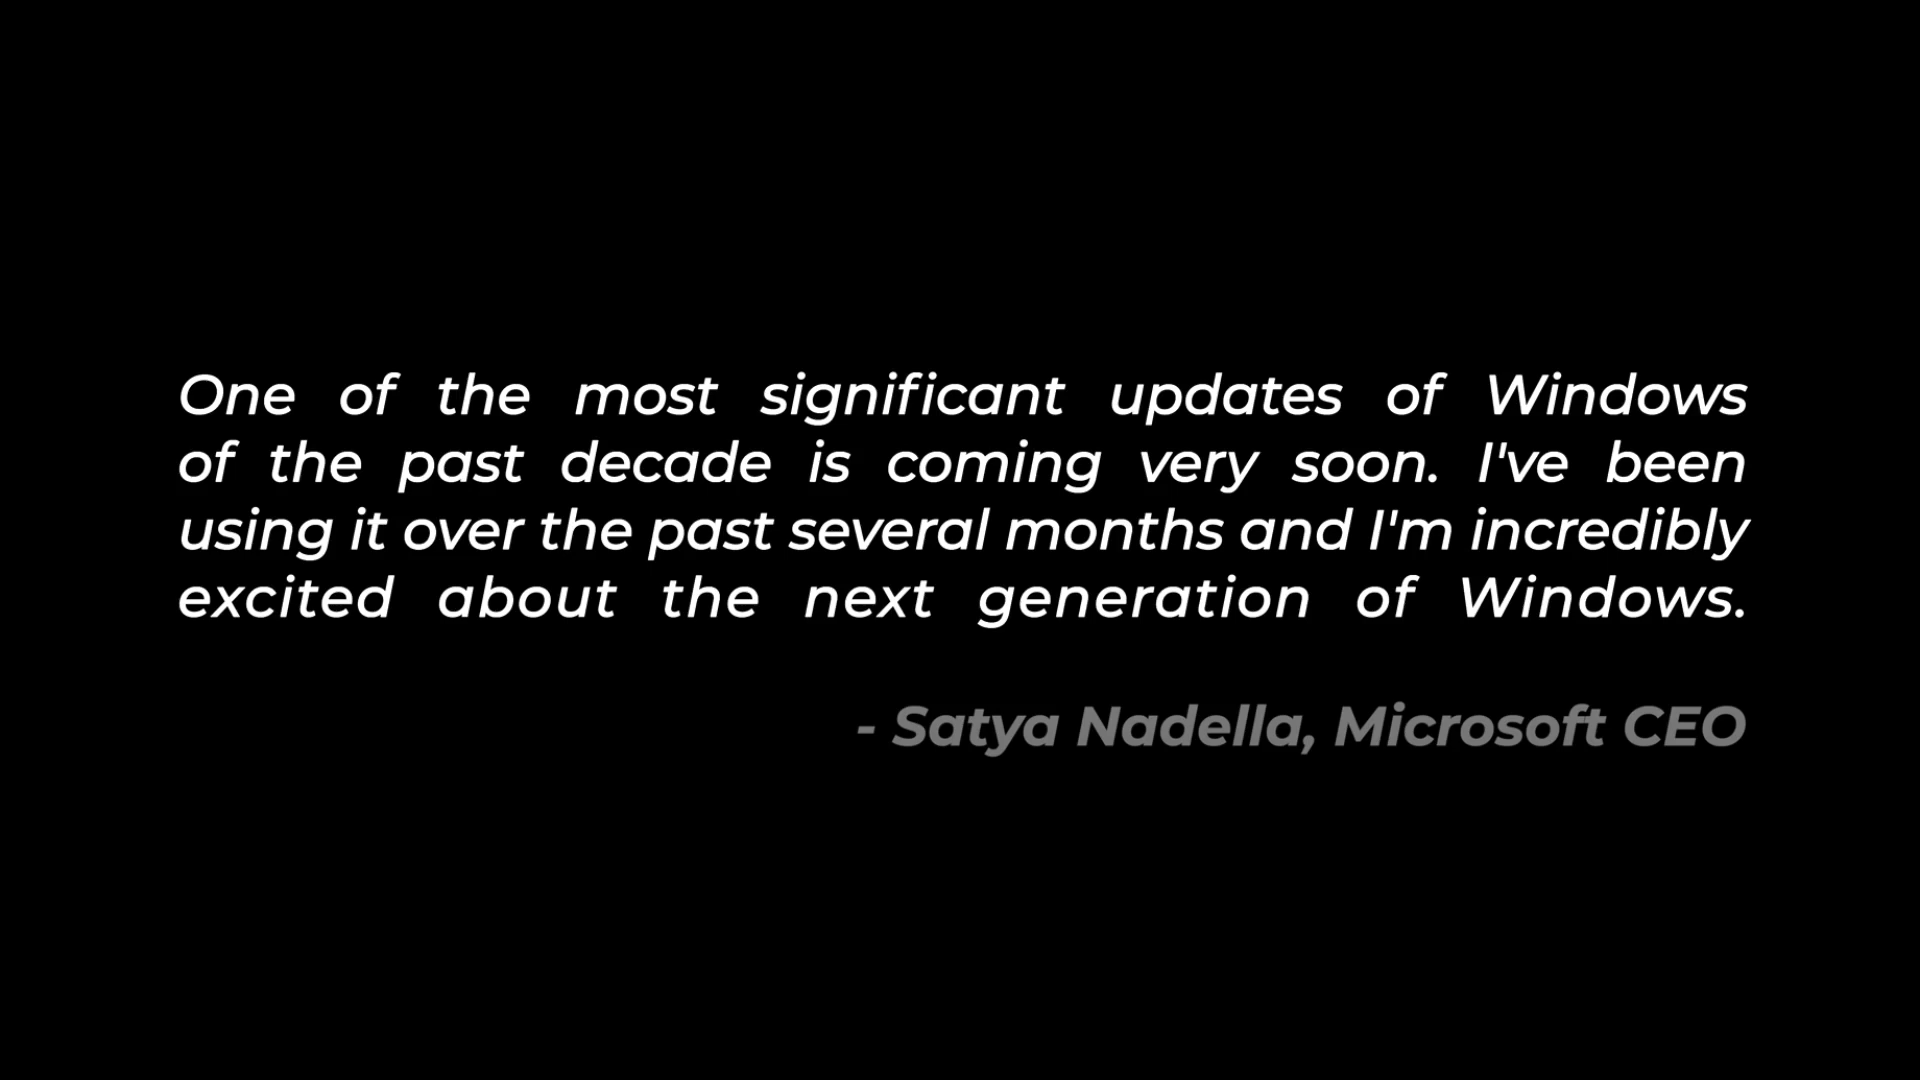 One of the most significant updates of Windows
of the past decade is coming very soon. I've been
using it over the past several months and I'm incredibly
excited about the next generation of Windows.
- Satya Nadella, Microsoft CEO